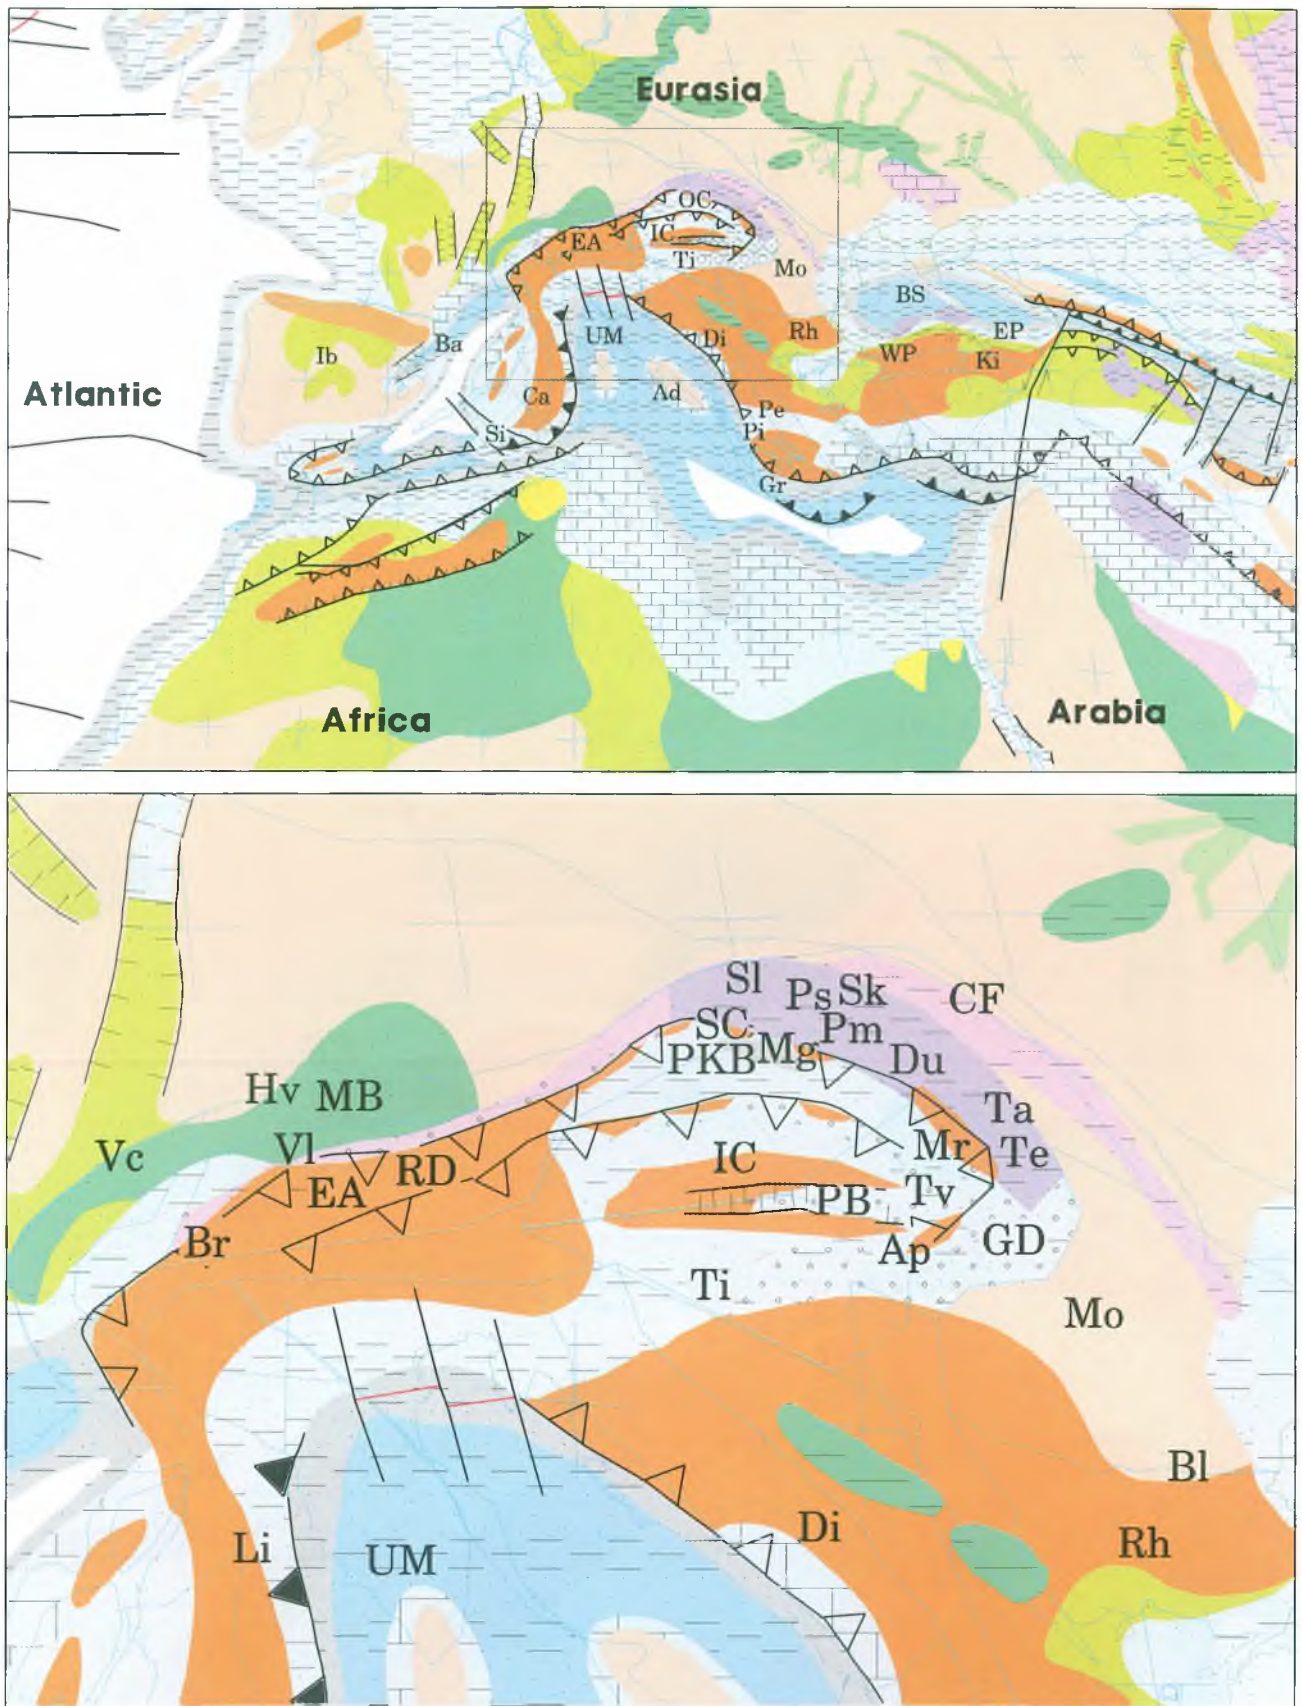 Eurasia
OC
EA
IC
Ti
Mo
BS
UM
Di
Rh
EP
Ib
Ba
WP
Ki
Atlantic
Ca
Ad
Pe
Si
Pi
Gr
Africa
Arabia
Sl
Ps
Sk
CF
SC
Pm
PKB
Mg
Du
Hv
MB
Ta
Vc
Vl
RD
IC
Mr
Te
EA
PB
Tv
Br
Ap
GD
Ti
Mo
Bl
Li
UM
Di
Rh